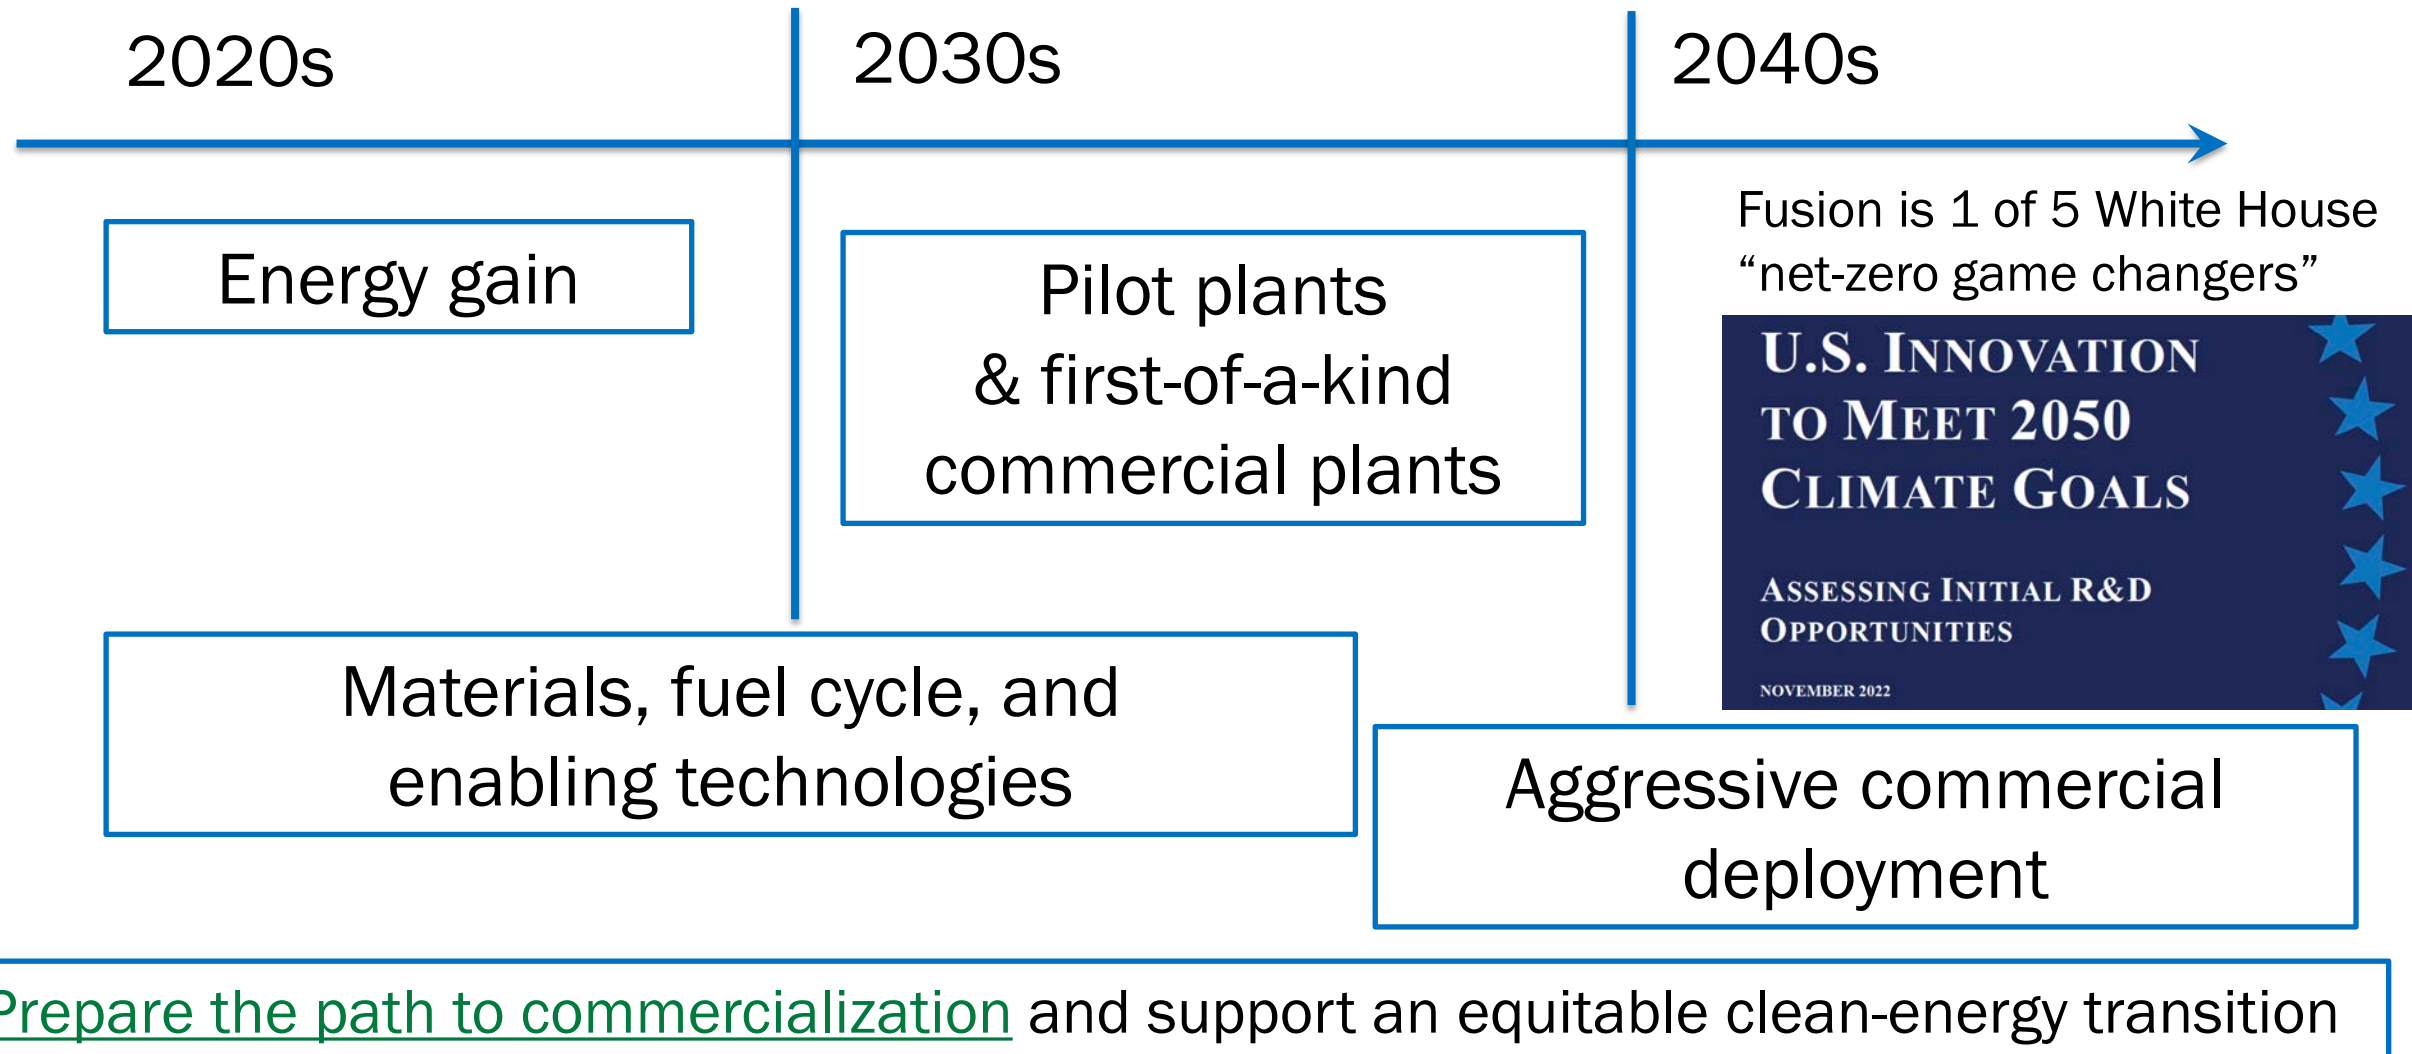 2020s
2030s
2040s
Energy gain
Pilot plants
& first-of-a-kind
commercial plants
Fusion is 1 of 5 White House
“net-zero game changers”
U.S. INNOVATION
TO MEET 2050
CLIMATE GOALS
ASSESSING INITIAL R&D
OPPORTUNITIES
NOVEMBER 2022
Materials, fuel cycle, and
enabling technologies
Aggressive commercial
deployment
Prepare the path to commercialization and support an equitable clean-energy transition